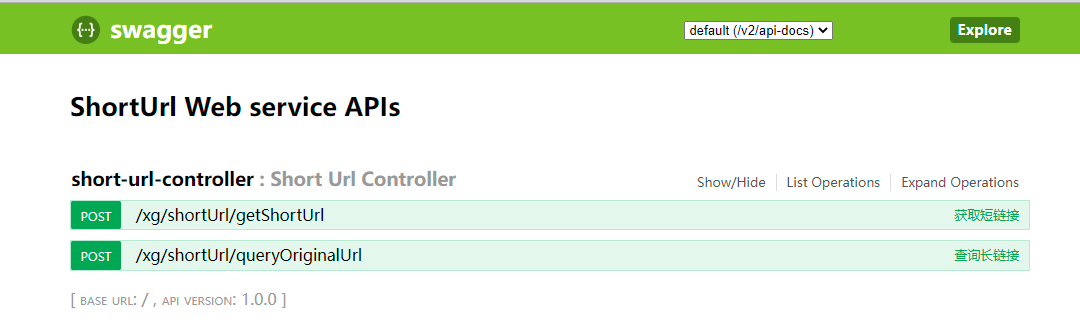 {··} swagger default (/v2/api-docs) Explore
ShortUrl Web service APIs
short-url-controller : Short Url Controller Show/Hide List Operations Expand Operations
POST /xg/shortUrl/getShortUrl 获取短链接
POST /xg/shortUrl/queryOriginalUrl 查询长链接
[ BASE URL: / , API VERSION: 1.0.0 ]